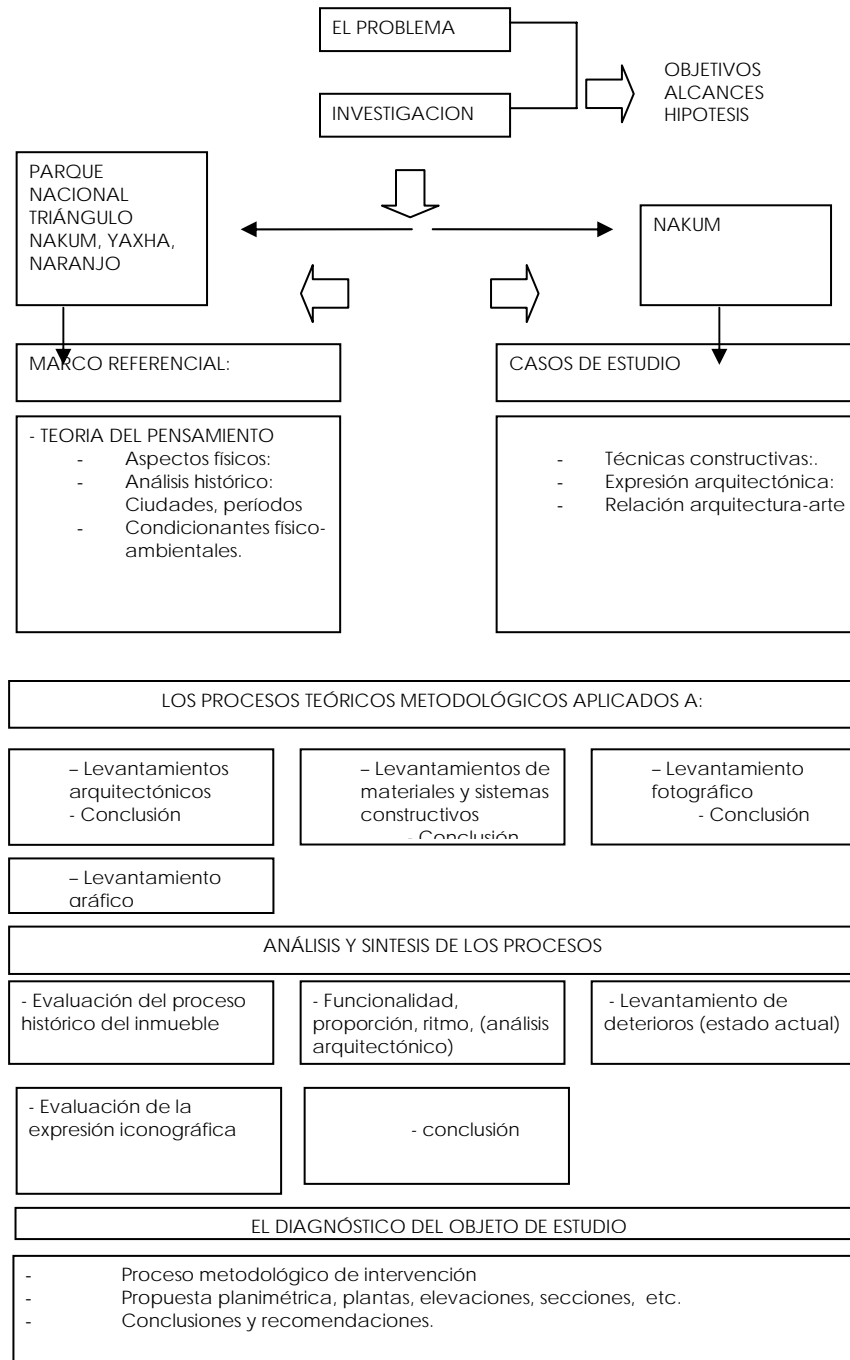 EL PROBLEMA
OBJETIVOS
ALCANCES
HIPOTESIS
INVESTIGACION
PARQUE
NACIONAL
TRIÁNGULO
NAKUM, YAXHA,
NARANJO
NAKUM
MARCO REFERENCIAL:
CASOS DE ESTUDIO
- TEORIA DEL PENSAMIENTO
- Aspectos físicos:
- Análisis histórico:
Ciudades, períodos
- Condicionantes físico-
ambientales.
- Técnicas constructivas:.
- Expresión arquitectónica:
- Relación arquitectura-arte
LOS PROCESOS TEÓRICOS METODOLÓGICOS APLICADOS A:
– Levantamientos
arquitectónicos
- Conclusión
– Levantamientos de
materiales y sistemas
constructivos
- Conclusión
– Levantamiento
fotográfico
- Conclusión
– Levantamiento
gráfico
ANÁLISIS Y SINTESIS DE LOS PROCESOS
- Evaluación del proceso
histórico del inmueble
- Funcionalidad,
proporción, ritmo, (análisis
arquitectónico)
- Levantamiento de
deterioros (estado actual)
- Evaluación de la
expresión iconográfica
- conclusión
EL DIAGNÓSTICO DEL OBJETO DE ESTUDIO
- Proceso metodológico de intervención
- Propuesta planimétrica, plantas, elevaciones, secciones, etc.
- Conclusiones y recomendaciones.